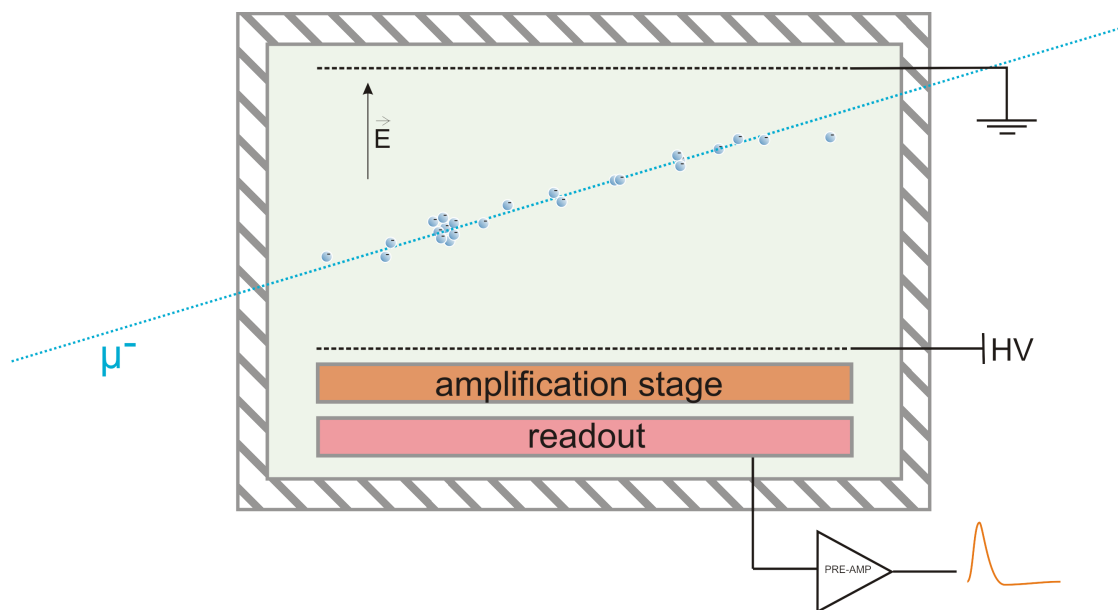 E
μ-
HV
amplification stage
readout
PRE-AMP